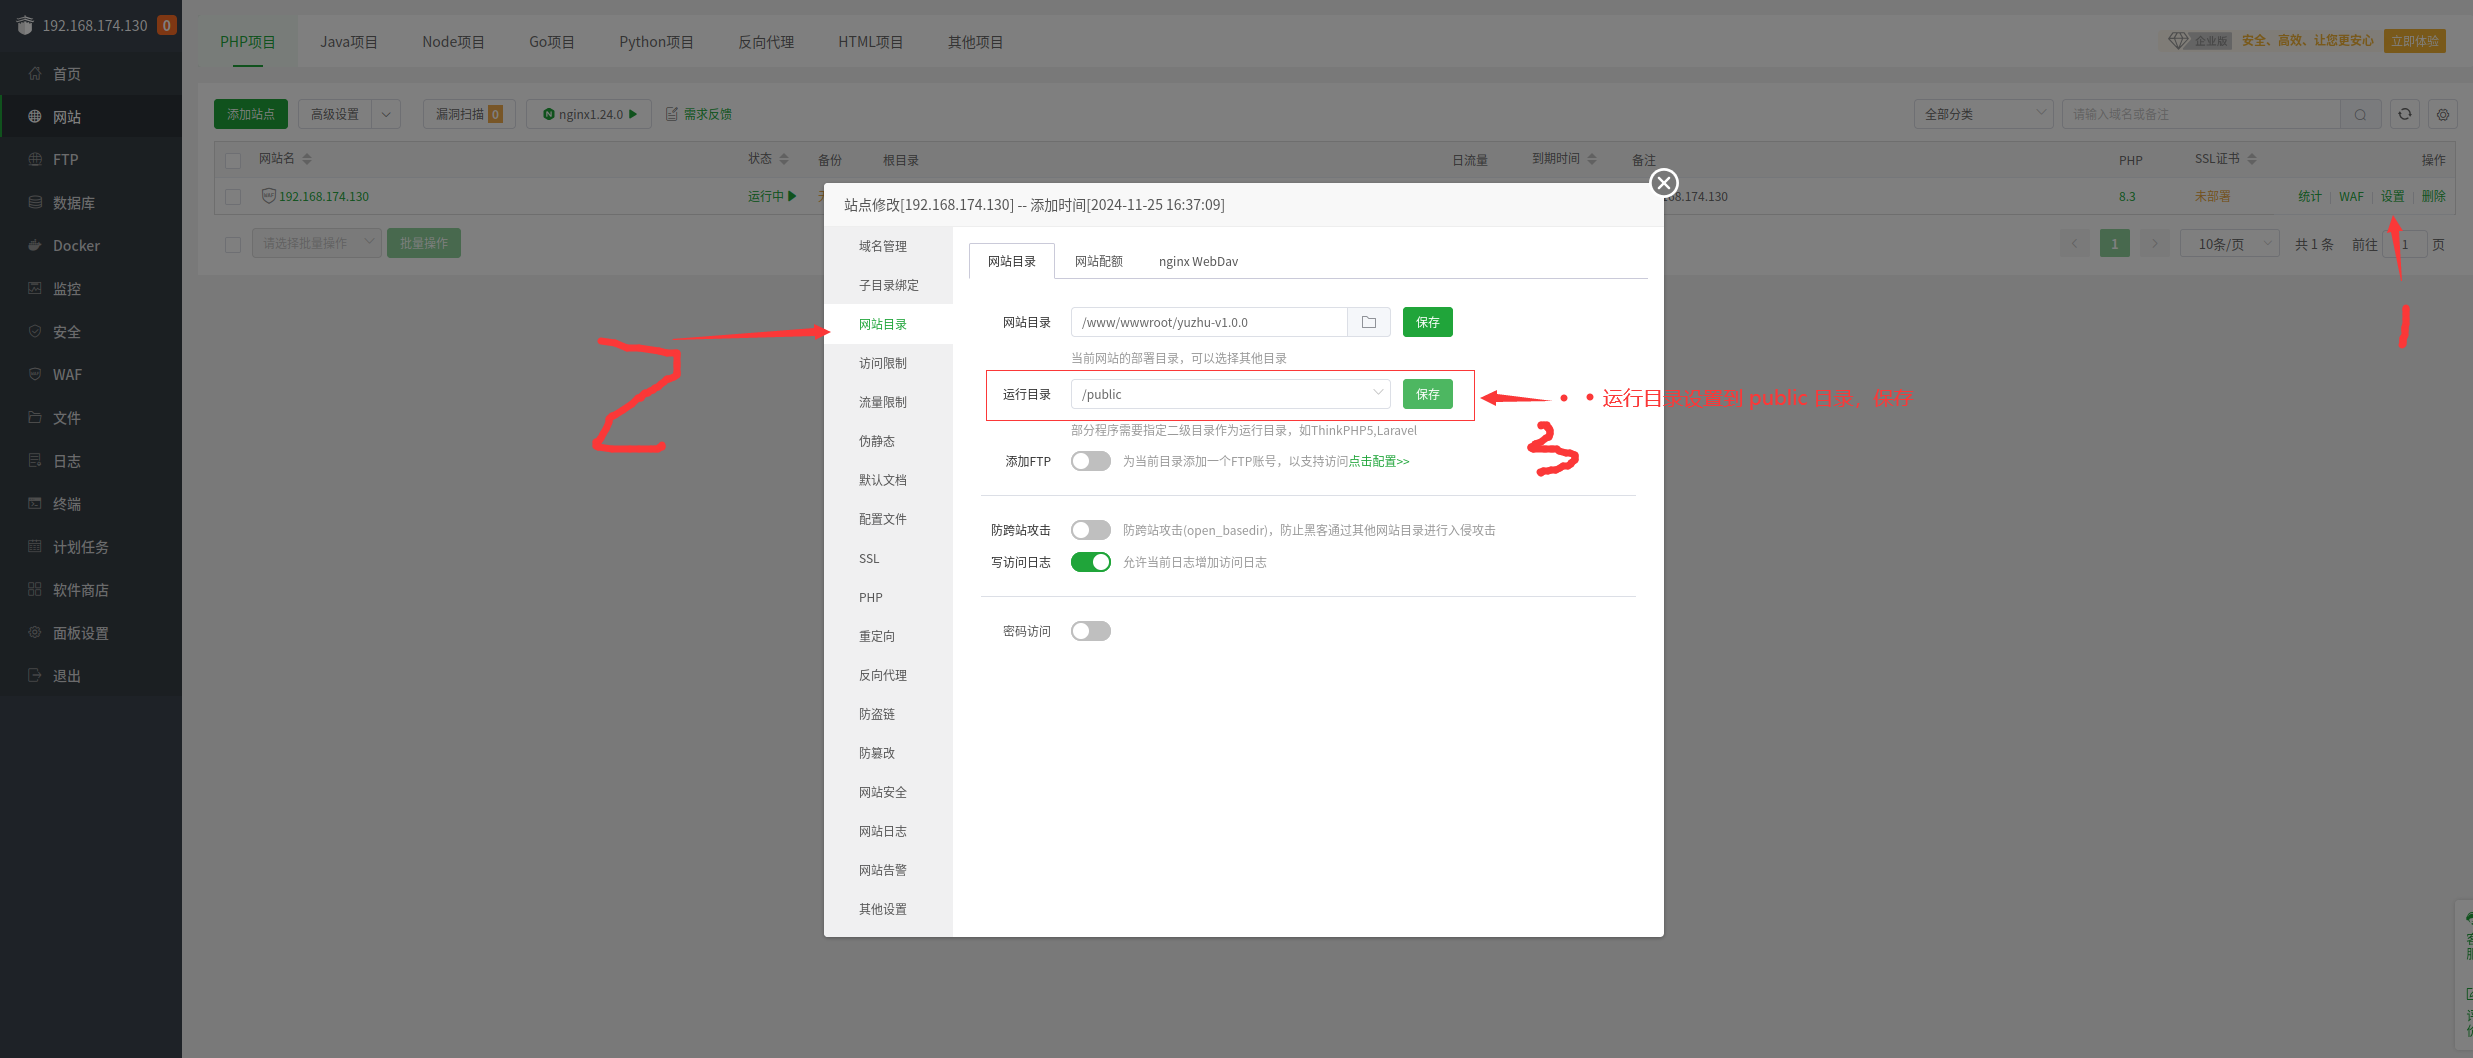 192.168.174.130 0
首页
网站
FTP
数据库
Docker
监控
安全
WAF
文件
日志
终端
计划任务
软件商店
面板设置
退出
PHP项目 Java项目 Node项目 Go项目 Python项目 反向代理 HTML项目 其他项目
企业版 安全、高效、让您更安心 立即体验
添加站点 高级设置 漏洞扫描 0 nginx1.24.0 需求反馈 全部分类 请输入域名或备注
网站名 状态 备份 根目录 日流量 到期时间 备注 PHP SSL证书 操作
192.168.174.130 运行中 68.174.130 8.3 未部署 统计 WAF 设置 删除
请选择批量操作 批量操作 1 10条/页 共 1 条 前往 1 页
站点修改[192.168.174.130] -- 添加时间[2024-11-25 16:37:09]
域名管理
子目录绑定
网站目录
访问限制
流量限制
伪静态
默认文档
配置文件
SSL
PHP
重定向
反向代理
防盗链
防篡改
网站安全
网站日志
网站告警
其他设置
网站目录 网站配额 nginx WebDav
网站目录 /www/wwwroot/yuzhu-v1.0.0 保存
当前网站的部署目录，可以选择其他目录
运行目录 /public 保存
部分程序需要指定二级目录作为运行目录，如ThinkPHP5,Laravel
添加FTP 为当前目录添加一个FTP账号，以支持访问点击配置>>
防跨站攻击 防跨站攻击(open_basedir)，防止黑客通过其他网站目录进行入侵攻击
写访问日志 允许当前日志增加访问日志
密码访问
运行目录设置到 public 目录。保存
1
2
3